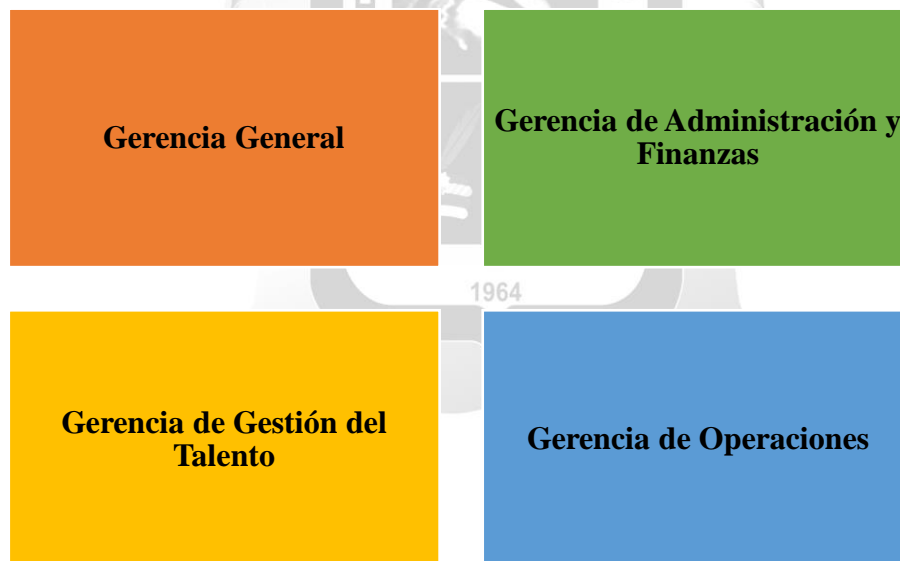 Gerencia General
Gerencia de Administración y
Finanzas
1964
Gerencia de Gestión del
Talento
Gerencia de Operaciones